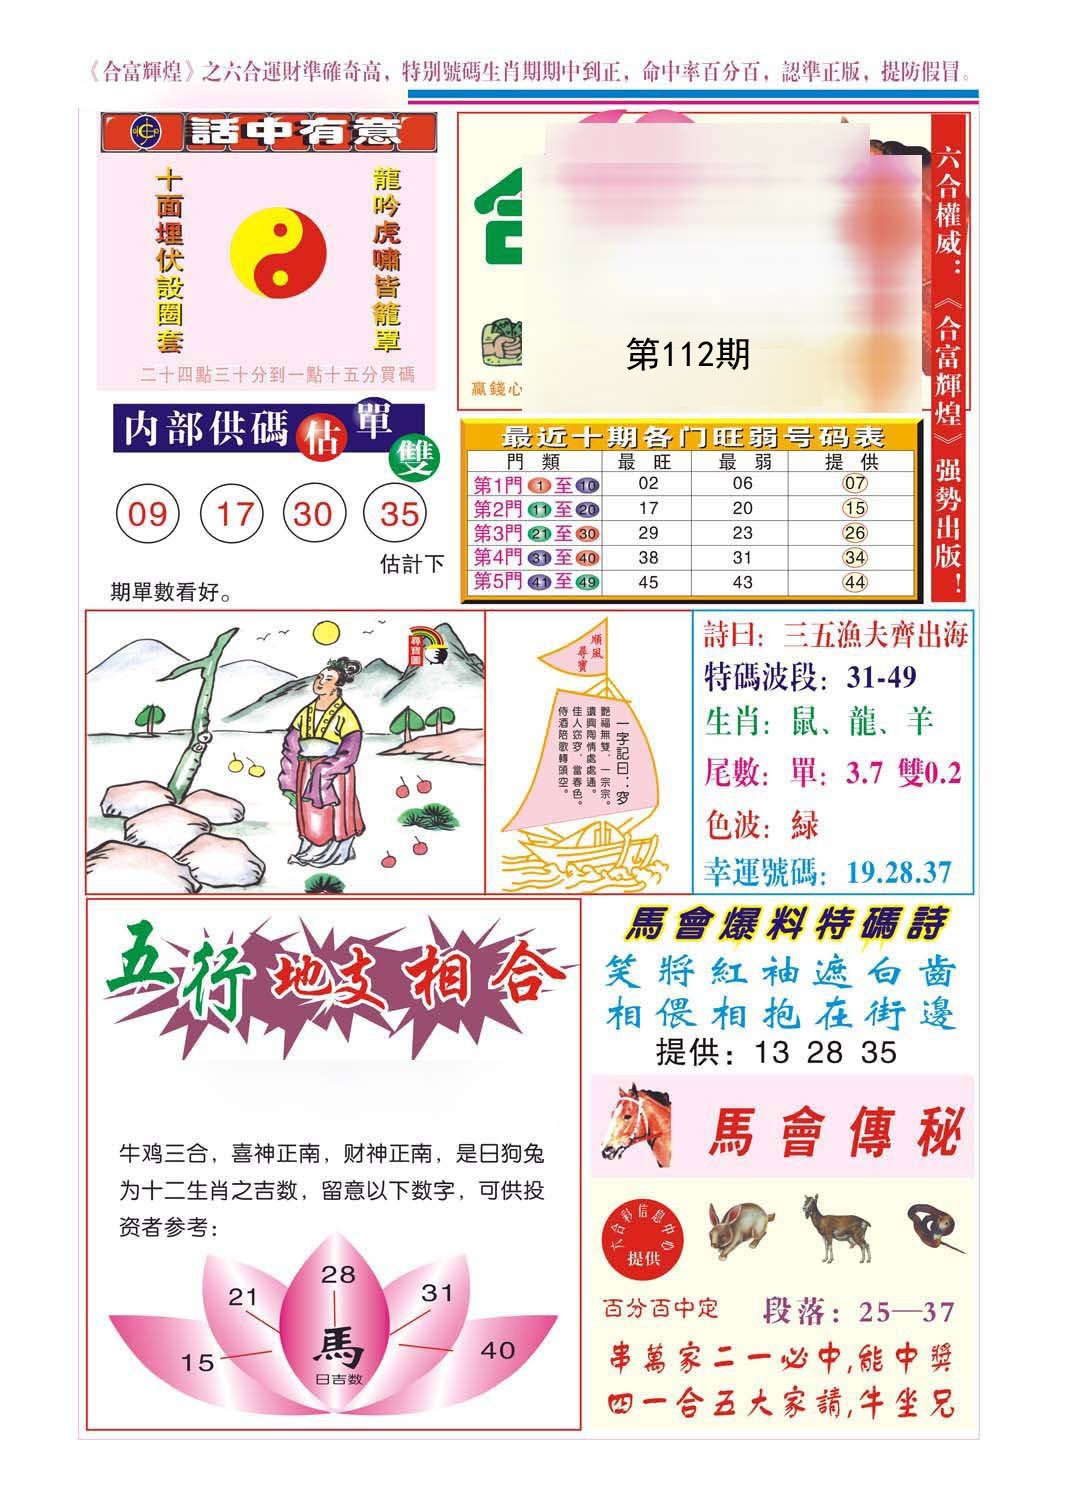 《合富輝煌》之六合運財準確奇高，特別號碼生肖期期中到正，命中率百分百，認準正版，提防假冒。
話中有意
龍吟虎嘯皆籠罩
十面埋伏設圈套
二十四點三十分到一點十五分買碼
合
第112期
贏錢心
六合權威：《合富輝煌》强勢出版！
内部供碼 估單雙
09 17 30 35
估計下
期單數看好。
最近十期各门旺弱号码表
門類 最旺 最弱 提供
第1門 1 至 10 02 06 07
第2門 11 至 20 17 20 15
第3門 21 至 30 29 23 26
第4門 31 至 40 38 31 34
第5門 41 至 49 45 43 44
尋寶圖
順風尋寶
一字記曰：穸
艷福無雙，一宗宗。
遺興陶情處處通。
佳人窈穸，當春色。
侍酒陪歌轉頭空。
詩曰：三五漁夫齊出海
特碼波段：31-49
生肖：鼠、龍、羊
尾數：單：3.7 雙0.2
色波：緑
幸運號碼：19.28.37
五行地支相合
牛鸡三合，喜神正南，财神正南，是日狗兔
为十二生肖之吉数，留意以下数字，可供投
资者参考：
28
21
31
15
40
馬
日吉数
馬會爆料特碼詩
笑將紅袖遮白齒
相偎相抱在街邊
提供：13 28 35
馬會傳秘
六合彩信息中心
提供
百分百中定 段落：25—37
串萬家二一必中,能中獎
四一合五大家請,牛坐兄